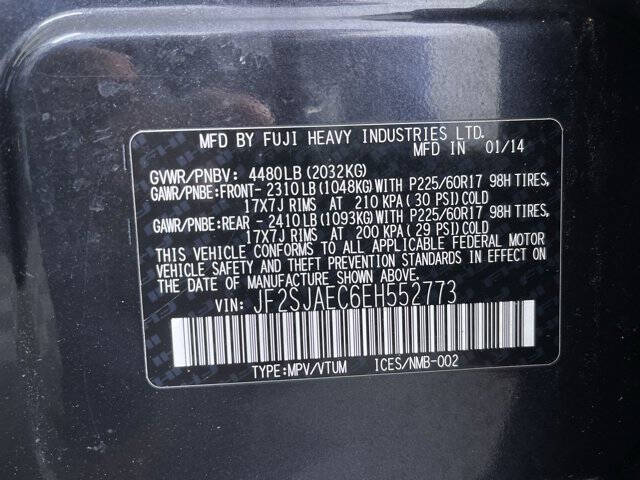 MFD BY FUJI HEAVY INDUSTRIES LTD.
MFD IN 01/14
GVWR/PNBV: 4480LB(2032KG)
GAWR/PNBE:FRONT- 2310LB(1048KG)WITH P225/60R17 98H TIRES,
17X7J RIMS AT 210 KPA( 30 PSI)COLD
GAWR/PNBE:REAR - 2410LB(1093KG)WITH P225/60R17 98H TIRES,
17X7J RIMS AT 200 KPA( 29 PSI)COLD
THIS VEHICLE CONFORMS TO ALL APPLICABLE FEDERAL MOTOR
VEHICLE SAFETY AND THEFT PREVENTION STANDARDS IN EFFECT ON
THE DATE OF MANUFACTURE SHOWN ABOVE.
VIN: JF2SJAEC6EH552773
TYPE:MPV/VTUM ICES/NMB-002